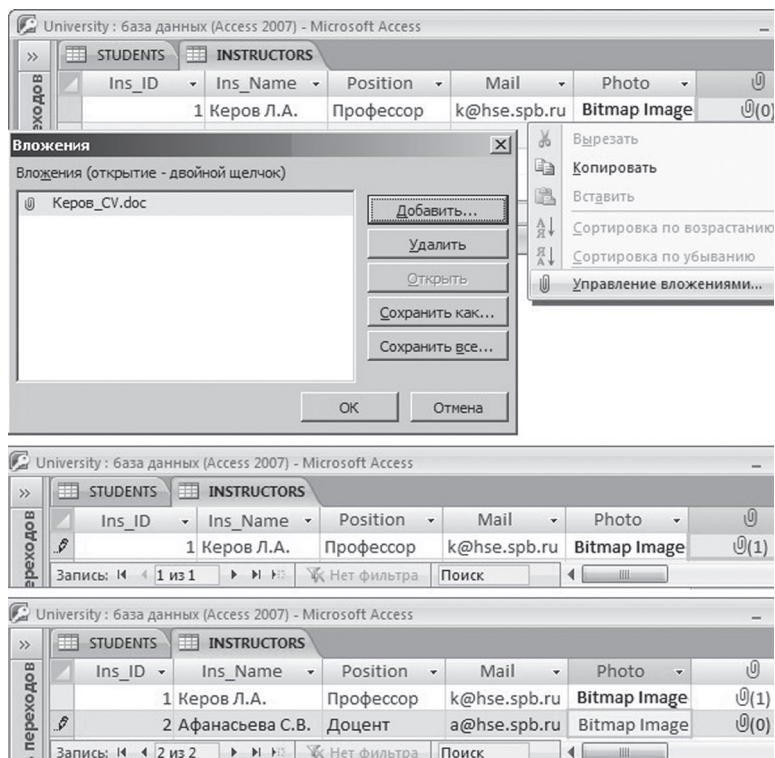 University : база данных (Access 2007) - Microsoft Access
STUDENTS INSTRUCTORS
Ins_ID Ins_Name Position Mail Photo
1 Керов Л.А. Профессор k@hse.spb.ru Bitmap Image (0)
еходов
Вырезать
Копировать
Вставить
Сортировка по возрастанию
Сортировка по убыванию
Управление вложениями...
Вложения
Вложения (открытие - двойной щелчок)
Керов_CV.doc
Добавить...
Удалить
Открыть
Сохранить как...
Сохранить все...
ОК Отмена
University : база данных (Access 2007) - Microsoft Access
STUDENTS INSTRUCTORS
Ins_ID Ins_Name Position Mail Photo
1 Керов Л.А. Профессор k@hse.spb.ru Bitmap Image (1)
Запись: 1 из 1 Нет фильтра Поиск
реходов
University : база данных (Access 2007) - Microsoft Access
STUDENTS INSTRUCTORS
Ins_ID Ins_Name Position Mail Photo
1 Керов Л.А. Профессор k@hse.spb.ru Bitmap Image (1)
2 Афанасьева С.В. Доцент a@hse.spb.ru Bitmap Image (0)
Запись: 2 из 2 Нет фильтра Поиск
ь переходов